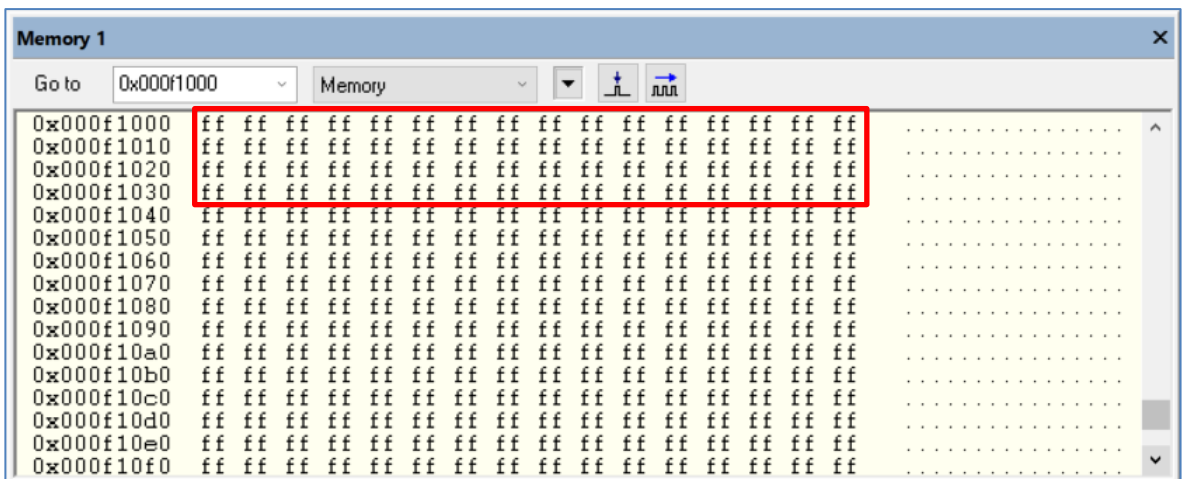 Memory 1
Go to 0x000f1000 Memory
0x000f1000 ff ff ff ff ff ff ff ff ff ff ff ff ff ff ff ff ................
0x000f1010 ff ff ff ff ff ff ff ff ff ff ff ff ff ff ff ff ................
0x000f1020 ff ff ff ff ff ff ff ff ff ff ff ff ff ff ff ff ................
0x000f1030 ff ff ff ff ff ff ff ff ff ff ff ff ff ff ff ff ................
0x000f1040 ff ff ff ff ff ff ff ff ff ff ff ff ff ff ff ff ................
0x000f1050 ff ff ff ff ff ff ff ff ff ff ff ff ff ff ff ff ................
0x000f1060 ff ff ff ff ff ff ff ff ff ff ff ff ff ff ff ff ................
0x000f1070 ff ff ff ff ff ff ff ff ff ff ff ff ff ff ff ff ................
0x000f1080 ff ff ff ff ff ff ff ff ff ff ff ff ff ff ff ff ................
0x000f1090 ff ff ff ff ff ff ff ff ff ff ff ff ff ff ff ff ................
0x000f10a0 ff ff ff ff ff ff ff ff ff ff ff ff ff ff ff ff ................
0x000f10b0 ff ff ff ff ff ff ff ff ff ff ff ff ff ff ff ff ................
0x000f10c0 ff ff ff ff ff ff ff ff ff ff ff ff ff ff ff ff ................
0x000f10d0 ff ff ff ff ff ff ff ff ff ff ff ff ff ff ff ff ................
0x000f10e0 ff ff ff ff ff ff ff ff ff ff ff ff ff ff ff ff ................
0x000f10f0 ff ff ff ff ff ff ff ff ff ff ff ff ff ff ff ff ................